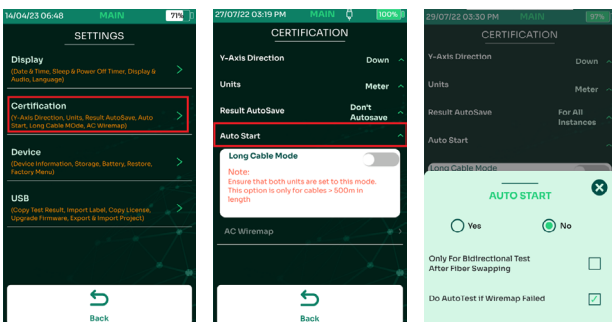 14/04/23 06:48 MAIN 71%
SETTINGS
Display
(Date & Time, Sleep & Power Off Timer, Display &
Audio, Language)
Certification
(Y-Axis Direction, Units, Result AutoSave, Auto
Start, Long Cable MOde, AC Wiremap)
Device
(Device Information, Storage, Battery, Restore,
Factory Menu)
USB
(Copy Test Result, Import Label, Copy License,
Upgrade Firmware, Export & Import Project)
Back
27/07/22 03:19 PM MAIN 100%
CERTIFICATION
Y-Axis Direction Down
Units Meter
Result AutoSave Don't
Autosave
Auto Start
Long Cable Mode
Note:
Ensure that both units are set to this mode.
This option is only for cables > 500m in
length
AC Wiremap
Back
29/07/22 03:30 PM MAIN 97%
CERTIFICATION
Y-Axis Direction Down
Units Meter
Result AutoSave For All
Instances
Auto Start
Long Cable Mode
AUTO START
Yes No
Only For Bidirectional Test
After Fiber Swapping
Do AutoTest if Wiremap Failed